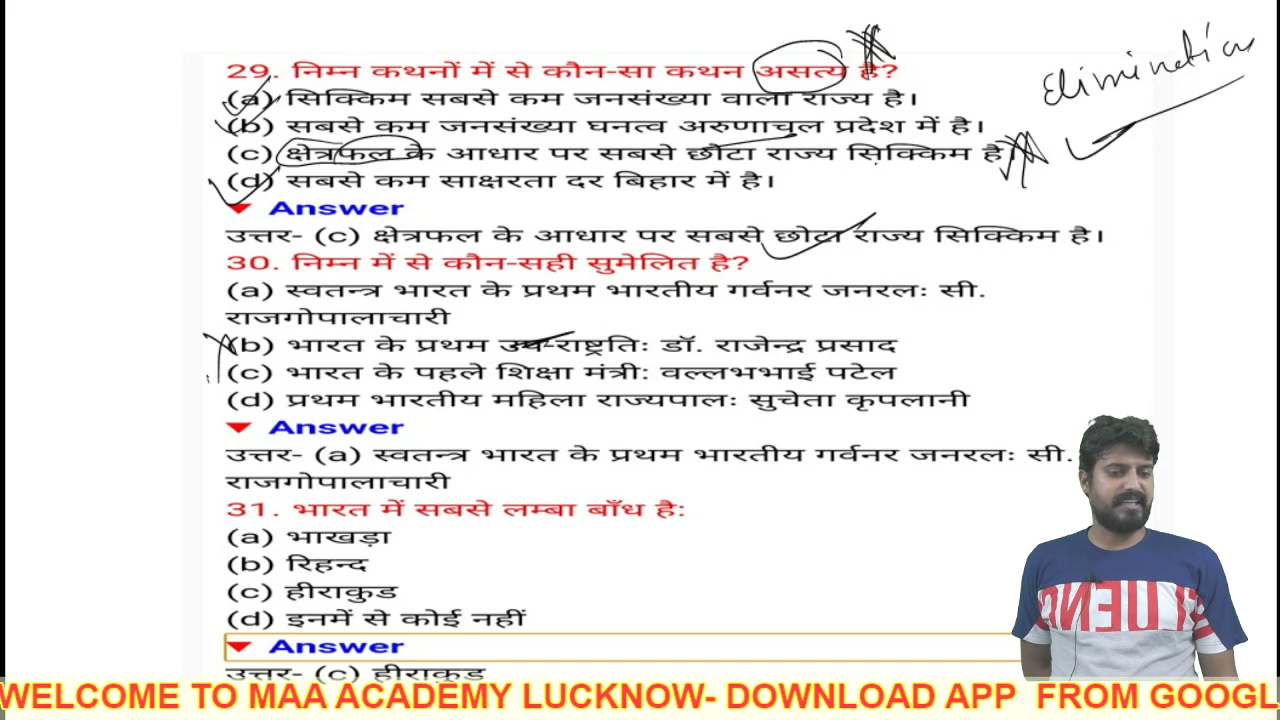 29. निम्न कथनों में से कौन-सा कथन असत्य है?
Elimination
(a) सिक्किम सबसे कम जनसंख्या वाला राज्य है।
(b) सबसे कम जनसंख्या घनत्व अरुणाचल प्रदेश में है।
(c) क्षेत्रफल के आधार पर सबसे छोटा राज्य सिक्किम है।
(d) सबसे कम साक्षरता दर बिहार में है।
Answer
उत्तर- (c) क्षेत्रफल के आधार पर सबसे छोटा राज्य सिक्किम है।
30. निम्न में से कौन-सही सुमेलित है?
(a) स्वतन्त्र भारत के प्रथम भारतीय गर्वनर जनरलः सी.
राजगोपालाचारी
(b) भारत के प्रथम उप-राष्ट्रतिः डॉ. राजेन्द्र प्रसाद
(c) भारत के पहले शिक्षा मंत्री: वल्लभभाई पटेल
(d) प्रथम भारतीय महिला राज्यपालः सुचेता कृपलानी
Answer
उत्तर- (a) स्वतन्त्र भारत के प्रथम भारतीय गर्वनर जनरलः सी.
राजगोपालाचारी
31. भारत में सबसे लम्बा बाँध है:
(a) भाखड़ा
(b) रिहन्द
(c) हीराकुड
(d) इनमें से कोई नहीं
Answer
उत्तर- (c) हीराकुड
WELCOME TO MAA ACADEMY LUCKNOW- DOWNLOAD APP FROM GOOGL